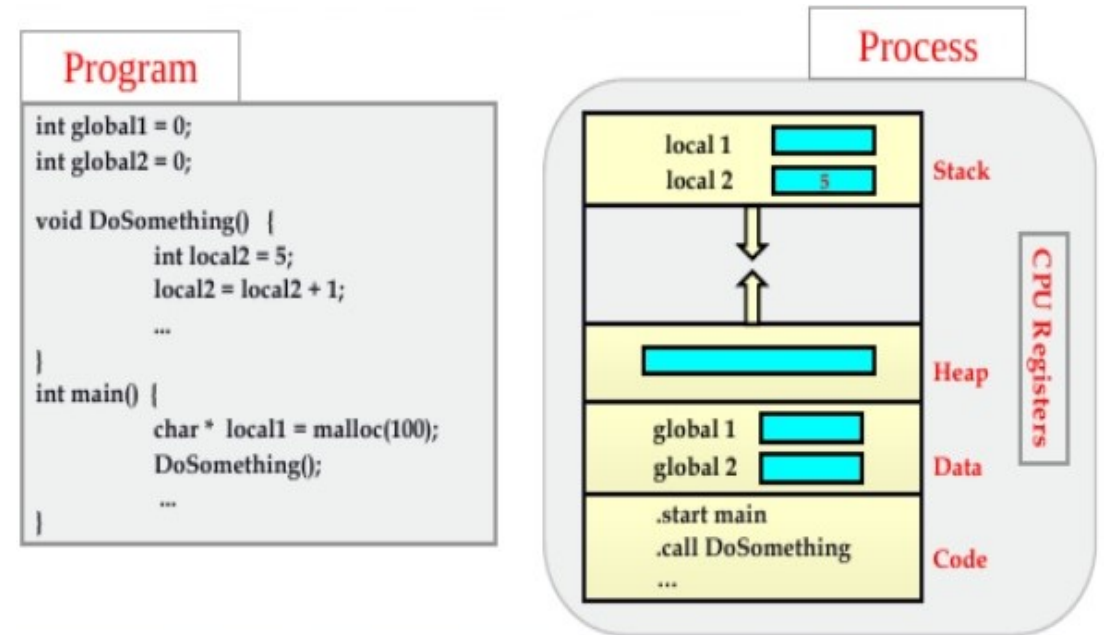 Program
int global1 = 0;
int global2 = 0;
void DoSomething() {
int local2 = 5;
local2 = local2 + 1;
...
}
int main() {
char * local1 = malloc(100);
DoSomething();
...
}
Process
local 1
local 2 5
Stack
Heap
global 1
global 2
Data
.start main
.call DoSomething
...
Code
CPU Registers